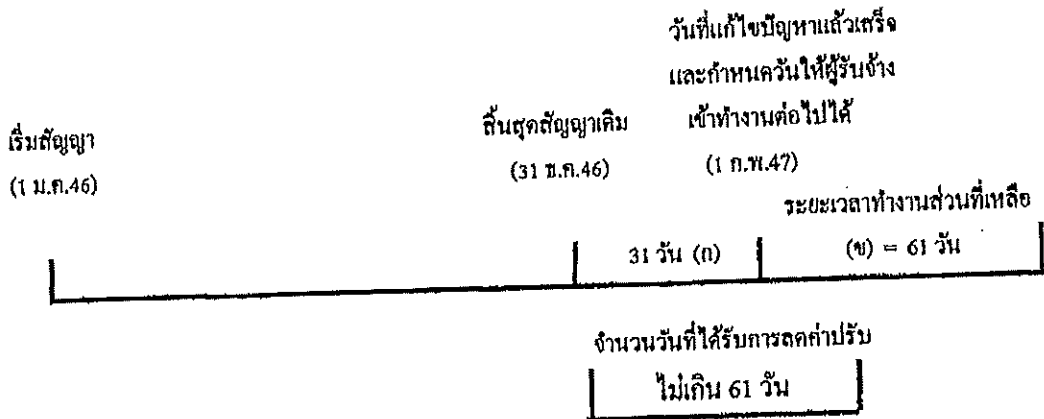 วันที่แก้ไขปัญหาแล้วเสร็จ
และกำหนดวันให้ผู้รับจ้าง
เข้าทำงานต่อไปได้
(1 ก.พ.47)
เริ่มสัญญา
(1 ม.ค.46)
สิ้นสุดสัญญาเดิม
(31 ธ.ค.46)
ระยะเวลาทำงานส่วนที่เหลือ
31 วัน (ก)
(ข) = 61 วัน
จำนวนวันที่ได้รับการลดค่าปรับ
ไม่เกิน 61 วัน